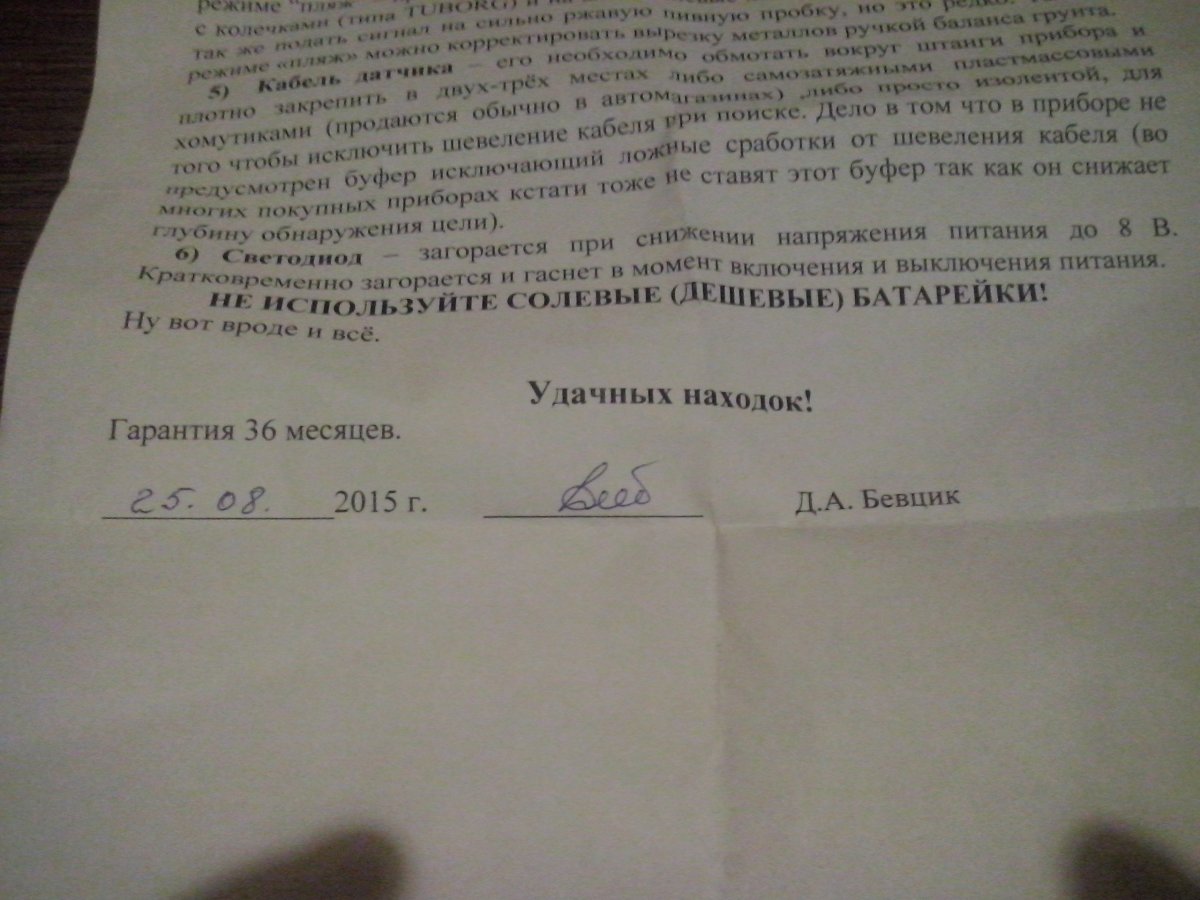 режиме "пляж"
с колечками (типа TUBORG) и на
так же подать сигнал на сильно ржавую пивную пробку, но это редко.
режиме «пляж» можно корректировать вырезку металлов ручкой баланса грунта.
5) Кабель датчика – его необходимо обмотать вокруг штанги прибора и
плотно закрепить в двух-трёх местах либо самозатяжными пластмассовыми
хомутиками (продаются обычно в автомагазинах) ,либо просто изолентой, для
того чтобы исключить шевеление кабеля при поиске. Дело в том что в приборе не
предусмотрен буфер исключающий ложные сработки от шевеления кабеля (во
многих покупных приборах кстати тоже не ставят этот буфер так как он снижает
глубину обнаружения цели).
6) Светодиод – загорается при снижении напряжения питания до 8 В.
Кратковременно загорается и гаснет в момент включения и выключения питания.
НЕ ИСПОЛЬЗУЙТЕ СОЛЕВЫЕ (ДЕШЕВЫЕ) БАТАРЕЙКИ!
Ну вот вроде и всё.
Удачных находок!
Гарантия 36 месяцев.
25.08. 2015 г. Д.А. Бевцик